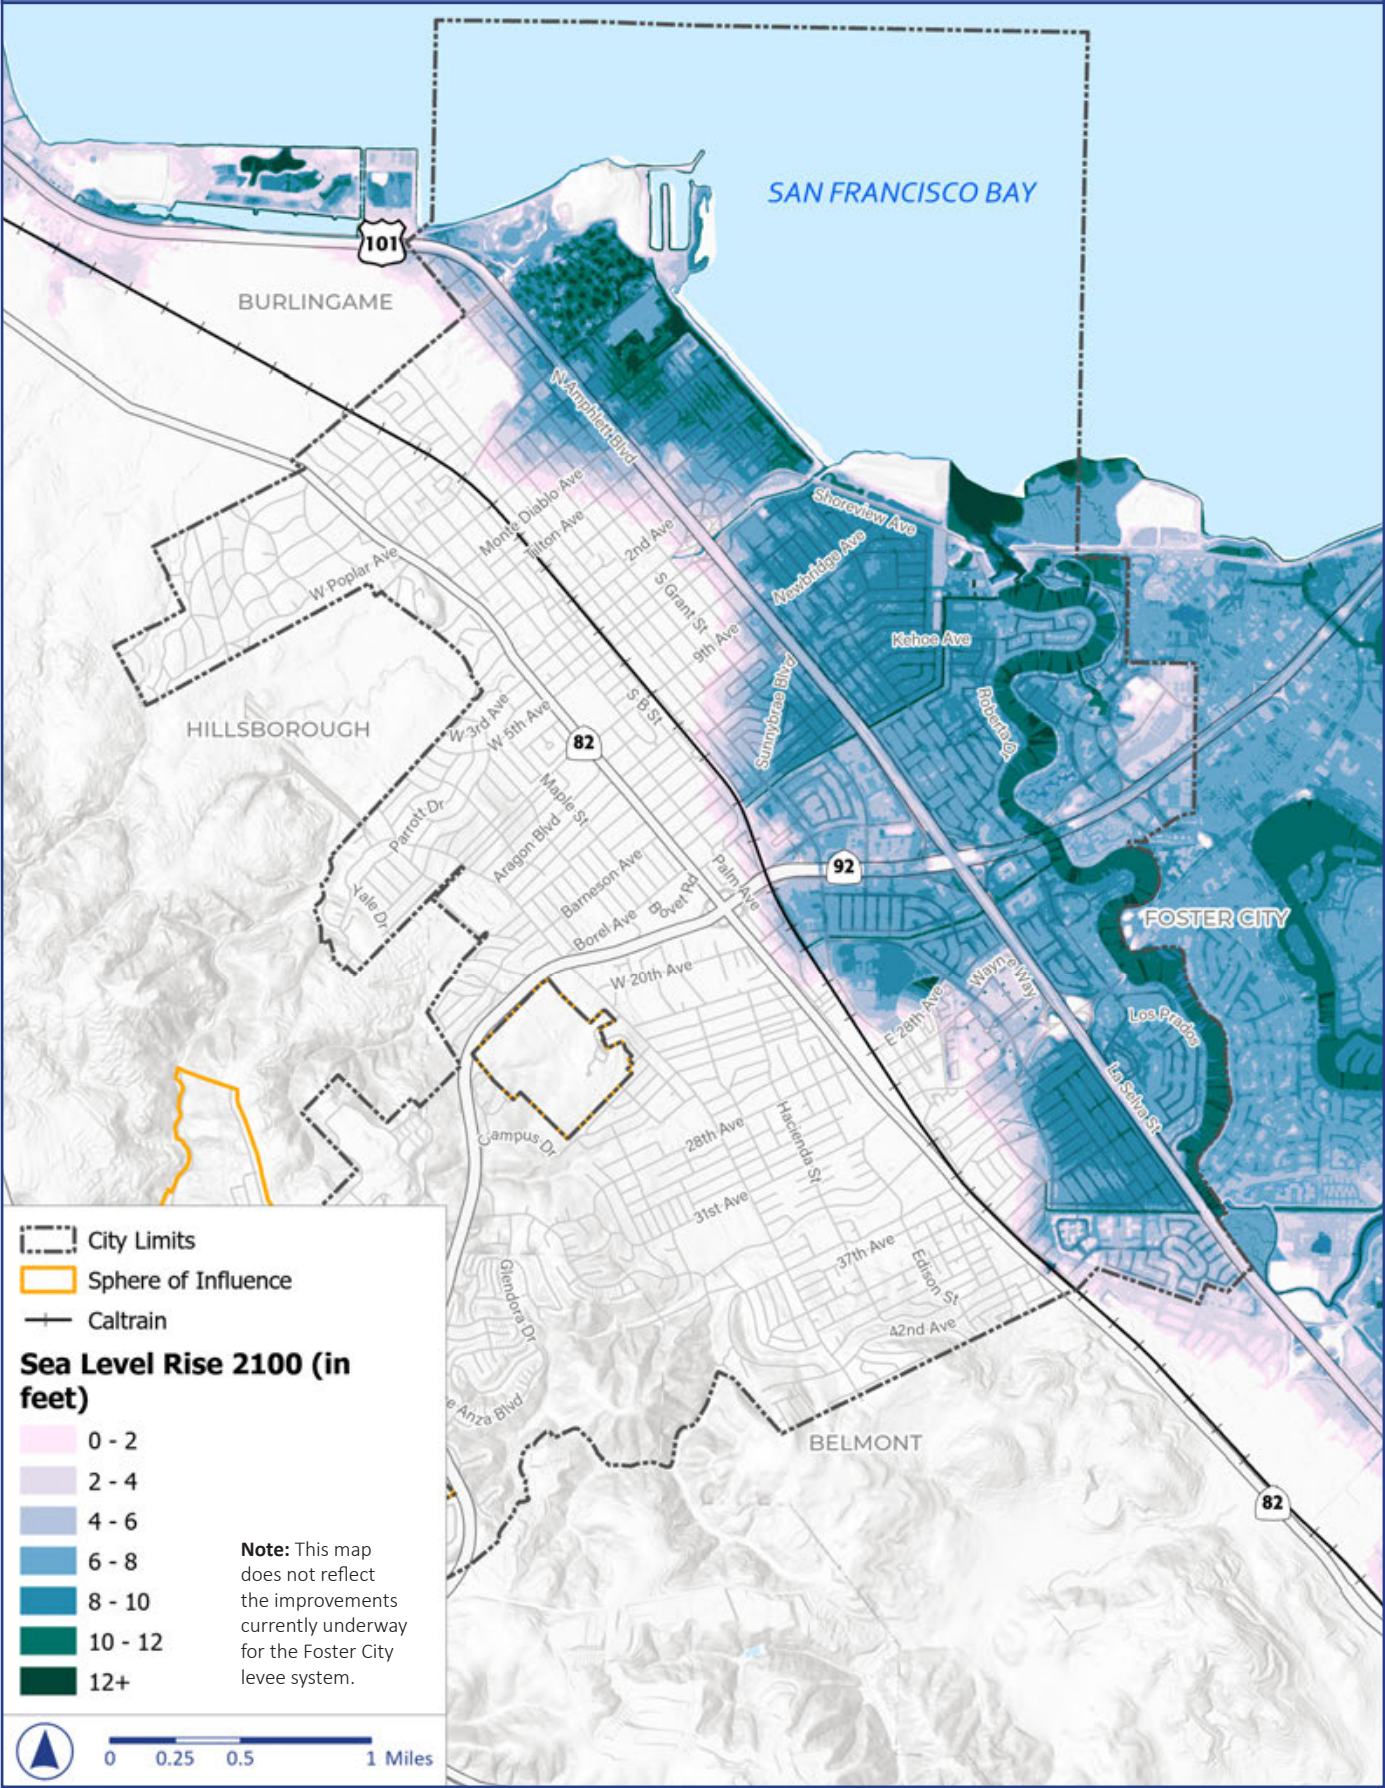 SAN FRANCISCO BAY
101
BURLINGAME
N Amphlett Blvd
Monte Diablo Ave
Tilton Ave
2nd Ave
Shoreview Ave
Newbridge Ave
W Poplar Ave
S Grant St
9th Ave
Kehoe Ave
Sunnybrae Blvd
S B St
Roberta Dr
HILLSBOROUGH
W 3rd Ave
W 5th Ave
82
Maple St
Parrott Dr
Aragon Blvd
Barneson Ave
Palm Ave
92
Yale Dr
Bovet Rd
Borel Ave
FOSTER CITY
W 20th Ave
Wayne Way
E 28th Ave
Los Prados
La Selva St
Campus Dr
28th Ave
Hacienda St
31st Ave
37th Ave
Edison St
Glendora Dr
42nd Ave
e Anza Blvd
BELMONT
82
City Limits
Sphere of Influence
Caltrain
Sea Level Rise 2100 (in
feet)
0 - 2
2 - 4
4 - 6
6 - 8
8 - 10
10 - 12
12+
Note: This map
does not reflect
the improvements
currently underway
for the Foster City
levee system.
0 0.25 0.5 1 Miles